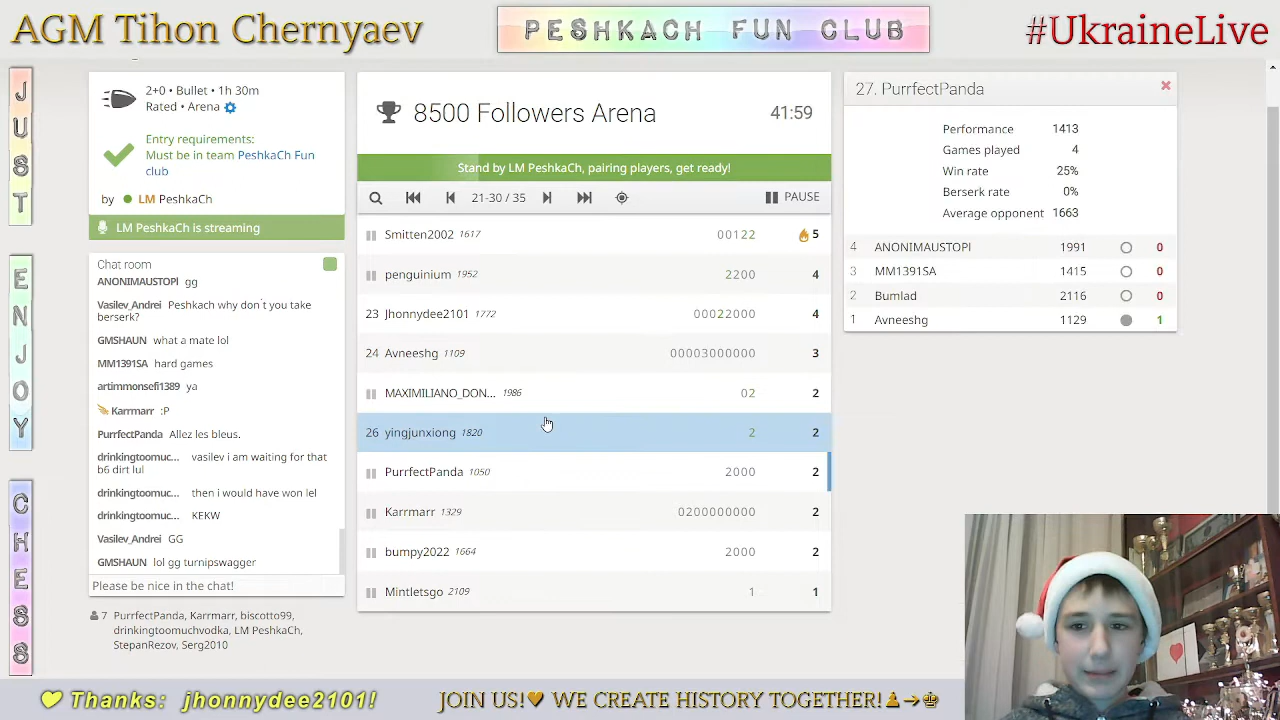 AGM Tihon Chernyaev
PESHKACH FUN CLUB
#UkraineLive
JUST
ENJOY
CHESS
2+0 • Bullet • 1h 30m
Rated • Arena
Entry requirements:
Must be in team PeshKaCh Fun
club
by LM PeshkaCh
LM PeshkaCh is streaming
Chat room
ANONIMAUSTOPl gg
Vasilev_Andrei Peshkach why don´t you take
berserk?
GMSHAUN what a mate lol
MM1391SA hard games
artimmonsefi1389 ya
Karrmarr :P
PurrfectPanda Allez les bleus.
drinkingtoomuc... vasilev i am waiting for that
b6 dirt lul
drinkingtoomuc... then i would have won lel
drinkingtoomuc... KEKW
Vasilev_Andrei GG
GMSHAUN lol gg turnipswagger
Please be nice in the chat!
7 PurrfectPanda, Karrmarr, biscotto99,
drinkingtoomuchvodka, LM PeshkaCh,
StepanRezov, Serg2010
8500 Followers Arena 41:59
Stand by LM PeshkaCh, pairing players, get ready!
21-30 / 35 PAUSE
Smitten2002 1617 00122 5
penguinium 1952 2200 4
23 Jhonnydee2101 1772 00022000 4
24 Avneeshg 1109 00003000000 3
MAXIMILIANO_DON... 1986 02 2
26 yingjunxiong 1820 2 2
PurrfectPanda 1050 2000 2
Karrmarr 1329 0200000000 2
bumpy2022 1664 2000 2
Mintletsgo 2109 1 1
27. PurrfectPanda
Performance 1413
Games played 4
Win rate 25%
Berserk rate 0%
Average opponent 1663
4 ANONIMAUSTOPl 1991 0
3 MM1391SA 1415 0
2 Bumlad 2116 0
1 Avneeshg 1129 1
Thanks: jhonnydee2101!
JOIN US! WE CREATE HISTORY TOGETHER!